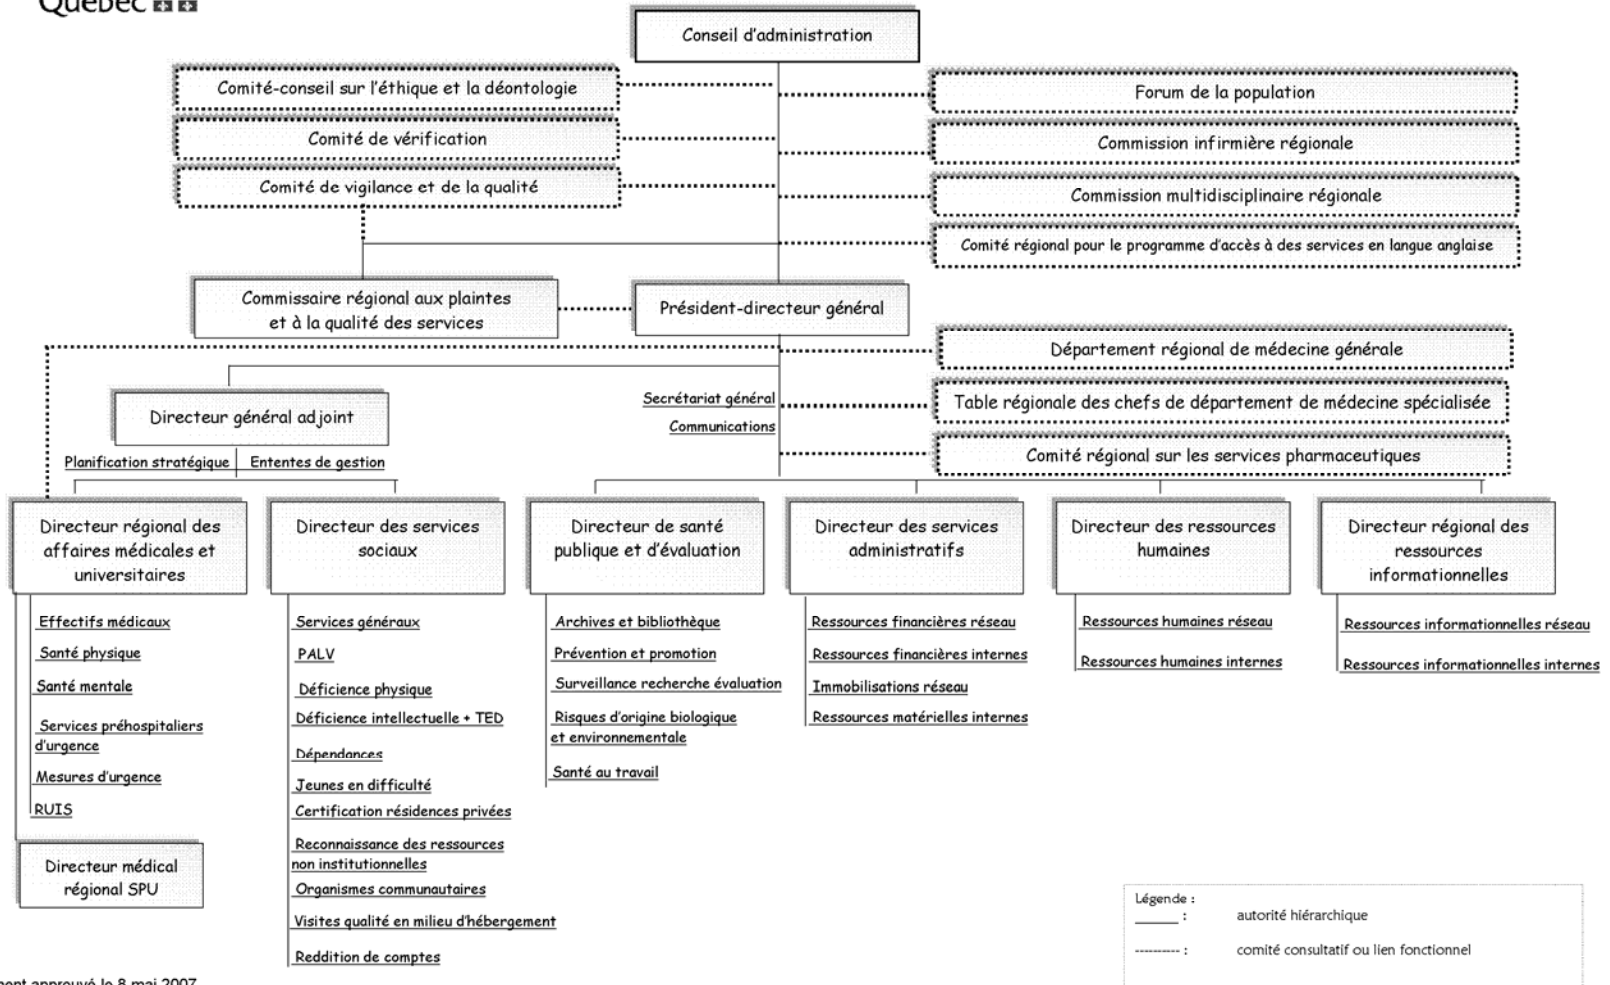 Québec
Conseil d'administration
Comité-conseil sur l'éthique et la déontologie
Forum de la population
Comité de vérification
Commission infirmière régionale
Comité de vigilance et de la qualité
Commission multidisciplinaire régionale
Comité régional pour le programme d'accès à des services en langue anglaise
Commissaire régional aux plaintes
et à la qualité des services
Président-directeur général
Département régional de médecine générale
Secrétariat général
Table régionale des chefs de département de médecine spécialisée
Directeur général adjoint
Communications
Comité régional sur les services pharmaceutiques
Planification stratégique
Ententes de gestion
Directeur régional des
affaires médicales et
universitaires
Effectifs médicaux
Santé physique
Santé mentale
Services préhospitaliers
d'urgence
Mesures d'urgence
RUIS
Directeur médical
régional SPU
Directeur des services
sociaux
Services généraux
PALV
Déficience physique
Déficience intellectuelle + TED
Dépendances
Jeunes en difficulté
Certification résidences privées
Reconnaissance des ressources
non institutionnelles
Organismes communautaires
Visites qualité en milieu d'hébergement
Reddition de comptes
Directeur de santé
publique et d'évaluation
Archives et bibliothèque
Prévention et promotion
Surveillance recherche évaluation
Risques d'origine biologique
et environnementale
Santé au travail
Directeur des services
administratifs
Ressources financières réseau
Ressources financières internes
Immobilisations réseau
Ressources matérielles internes
Directeur des ressources
humaines
Ressources humaines réseau
Ressources humaines internes
Directeur régional des
ressources
informationnelles
Ressources informationnelles réseau
Ressources informationnelles internes
Légende :
______ : autorité hiérarchique
---------- : comité consultatif ou lien fonctionnel
approuvé le 8 mai 2007